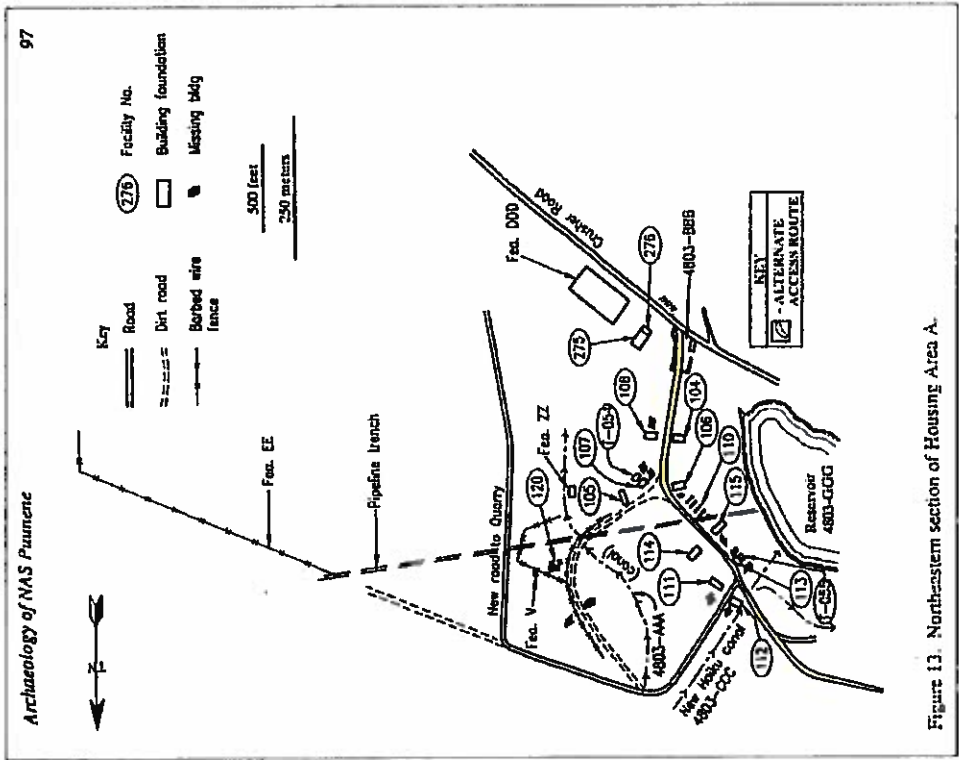 Archaeology of NAS Puunene
97
N
Key
Road
Dirt road
Barbed wire
fence
276 Facility No.
Building foundation
Missing bldg
500 feet
250 meters
Fea. EE
Pipeline trench
New road to Quarry
Fea. V
120
Fea. ZZ
105
107
T-054
108
275
Fea. DDD
Crusher Road
276
4803-BBB
104
106
110
115
114
111
(canal)
4803-AAA
New Haiku canal
4803-CCC
112
113
Reservoir
4803-GGG
KEY
- ALTERNATE
ACCESS ROUTE
Figure 13. Northeastern section of Housing Area A.